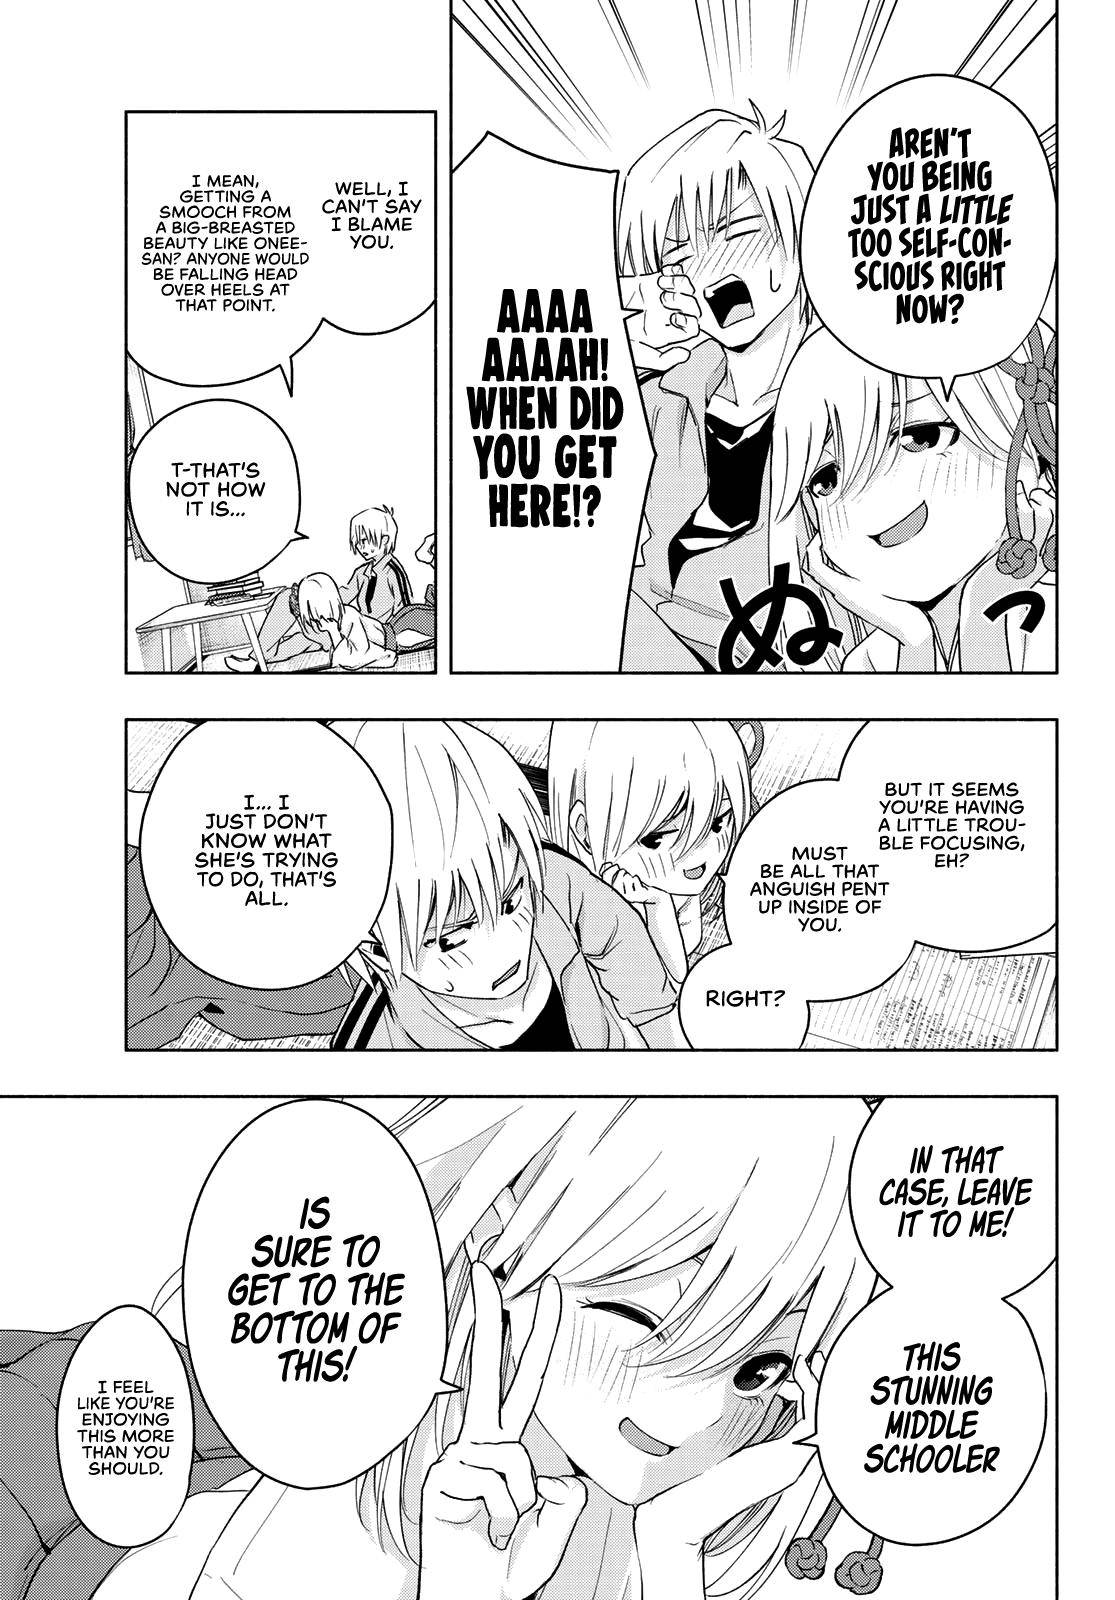 AREN'T
YOU BEING
JUST A LITTLE
TOO SELF-CON-
SCIOUS RIGHT
NOW?
AAAA
AAAAH!
WHEN DID
YOU GET
HERE!?
ぬっ
WELL, I
CAN'T SAY
I BLAME
YOU.
I MEAN,
GETTING A
SMOOCH FROM
A BIG-BREASTED
BEAUTY LIKE ONEE-
SAN? ANYONE WOULD
BE FALLING HEAD
OVER HEELS AT
THAT POINT.
T-THAT'S
NOT HOW
IT IS...
BUT IT SEEMS
YOU'RE HAVING
A LITTLE TROU-
BLE FOCUSING,
EH?
MUST
BE ALL THAT
ANGUISH PENT
UP INSIDE OF
YOU.
RIGHT?
I... I
JUST DON'T
KNOW WHAT
SHE'S TRYING
TO DO, THAT'S
ALL.
IN THAT
CASE, LEAVE
IT TO ME!
THIS
STUNNING
MIDDLE
SCHOOLER
IS
SURE TO
GET TO THE
BOTTOM OF
THIS!
I FEEL
LIKE YOU'RE
ENJOYING
THIS MORE
THAN YOU
SHOULD.